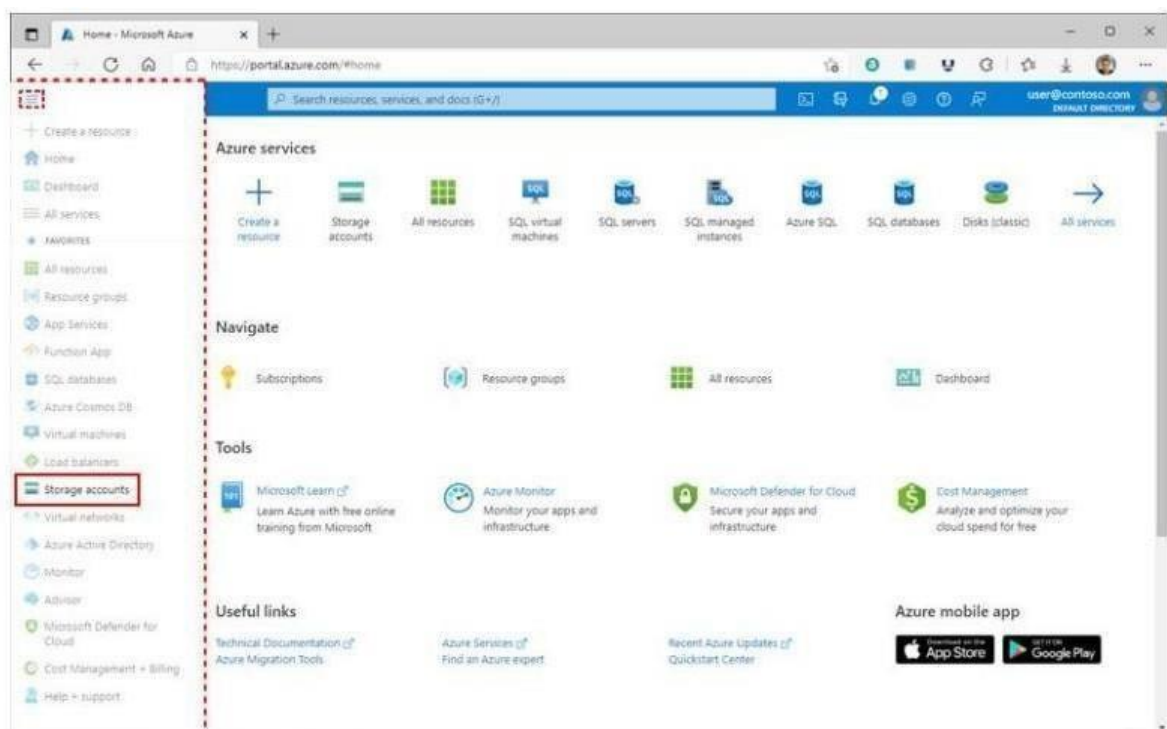 Home - Microsoft Azure
https://portal.azure.com/#home
Search resources, services, and docs (G+/)
user@contoso.com
DEFAULT DIRECTORY
Create a resource
Home
Dashboard
All services
FAVORITES
All resources
Resource groups
App Services
Function App
SQL databases
Azure Cosmos DB
Virtual machines
Load balancers
Storage accounts
Virtual networks
Azure Active Directory
Monitor
Advisor
Microsoft Defender for
Cloud
Cost Management + Billing
Help + support
Azure services
Create a
resource
Storage
accounts
All resources
SQL virtual
machines
SQL servers
SQL managed
instances
Azure SQL
SQL databases
Disks (classic)
All services
Navigate
Subscriptions
Resource groups
All resources
Dashboard
Tools
Microsoft Learn
Learn Azure with free online
training from Microsoft
Azure Monitor
Monitor your apps and
infrastructure
Microsoft Defender for Cloud
Secure your apps and
infrastructure
Cost Management
Analyze and optimize your
cloud spend for free
Useful links
Technical Documentation
Azure Services
Recent Azure Updates
Azure Migration Tools
Find an Azure expert
Quickstart Center
Azure mobile app
Download on the
App Store
GET IT ON
Google Play